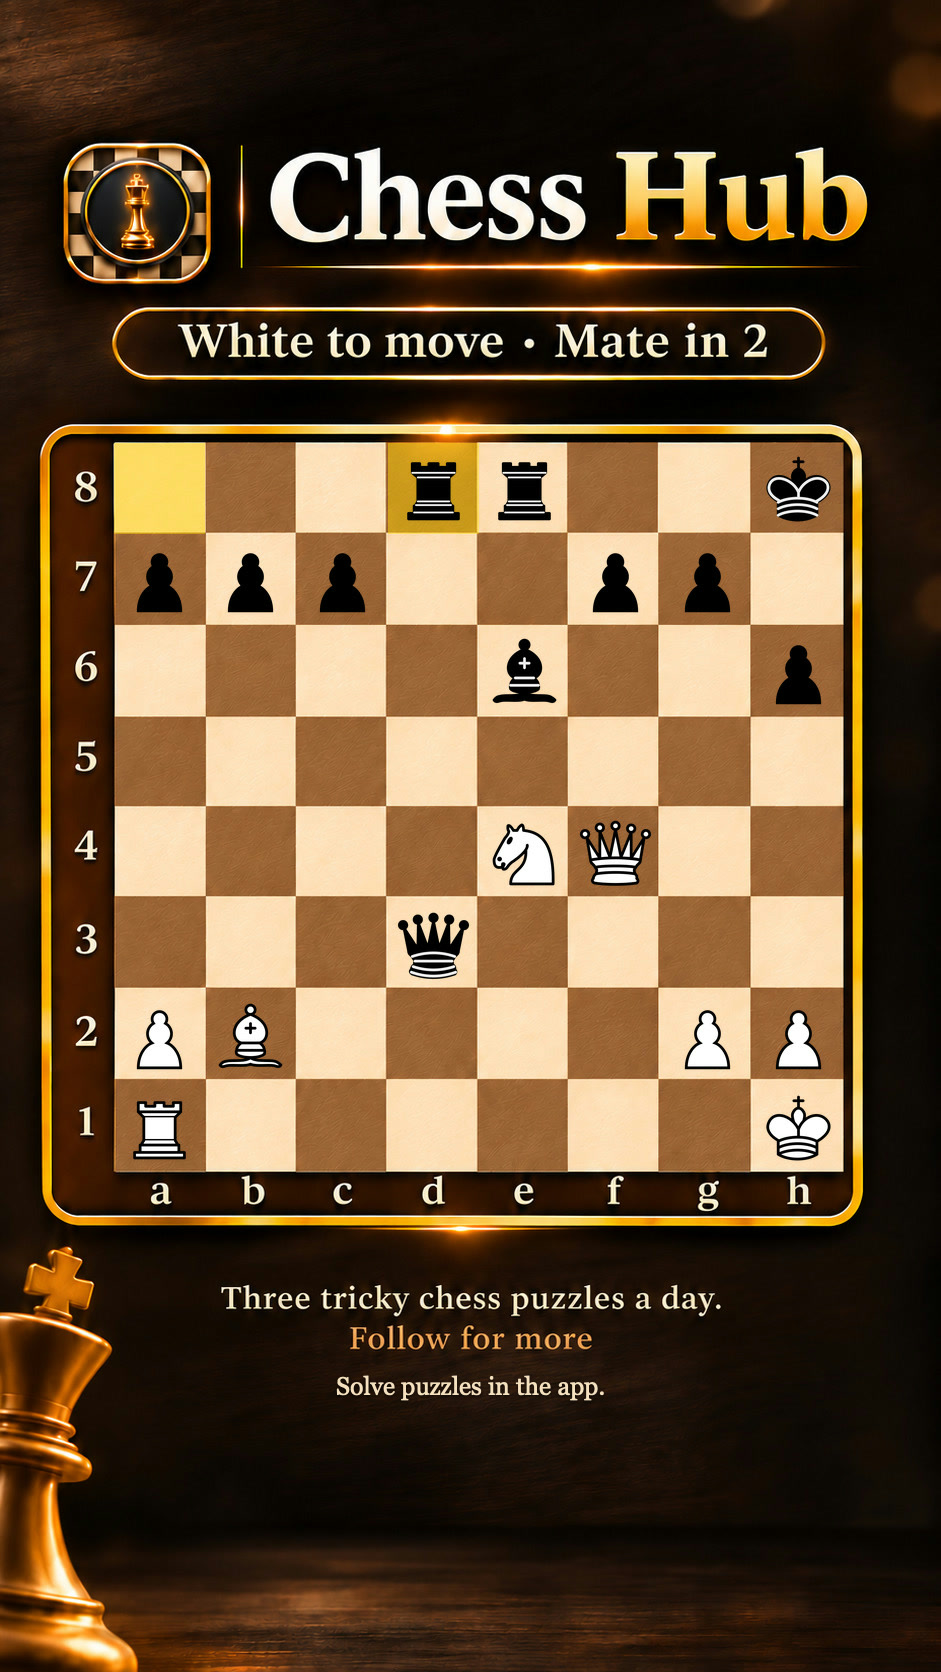 Chess Hub
White to move • Mate in 2
8
7
6
5
4
3
2
1
a b c d e f g h
Three tricky chess puzzles a day.
Follow for more
Solve puzzles in the app.